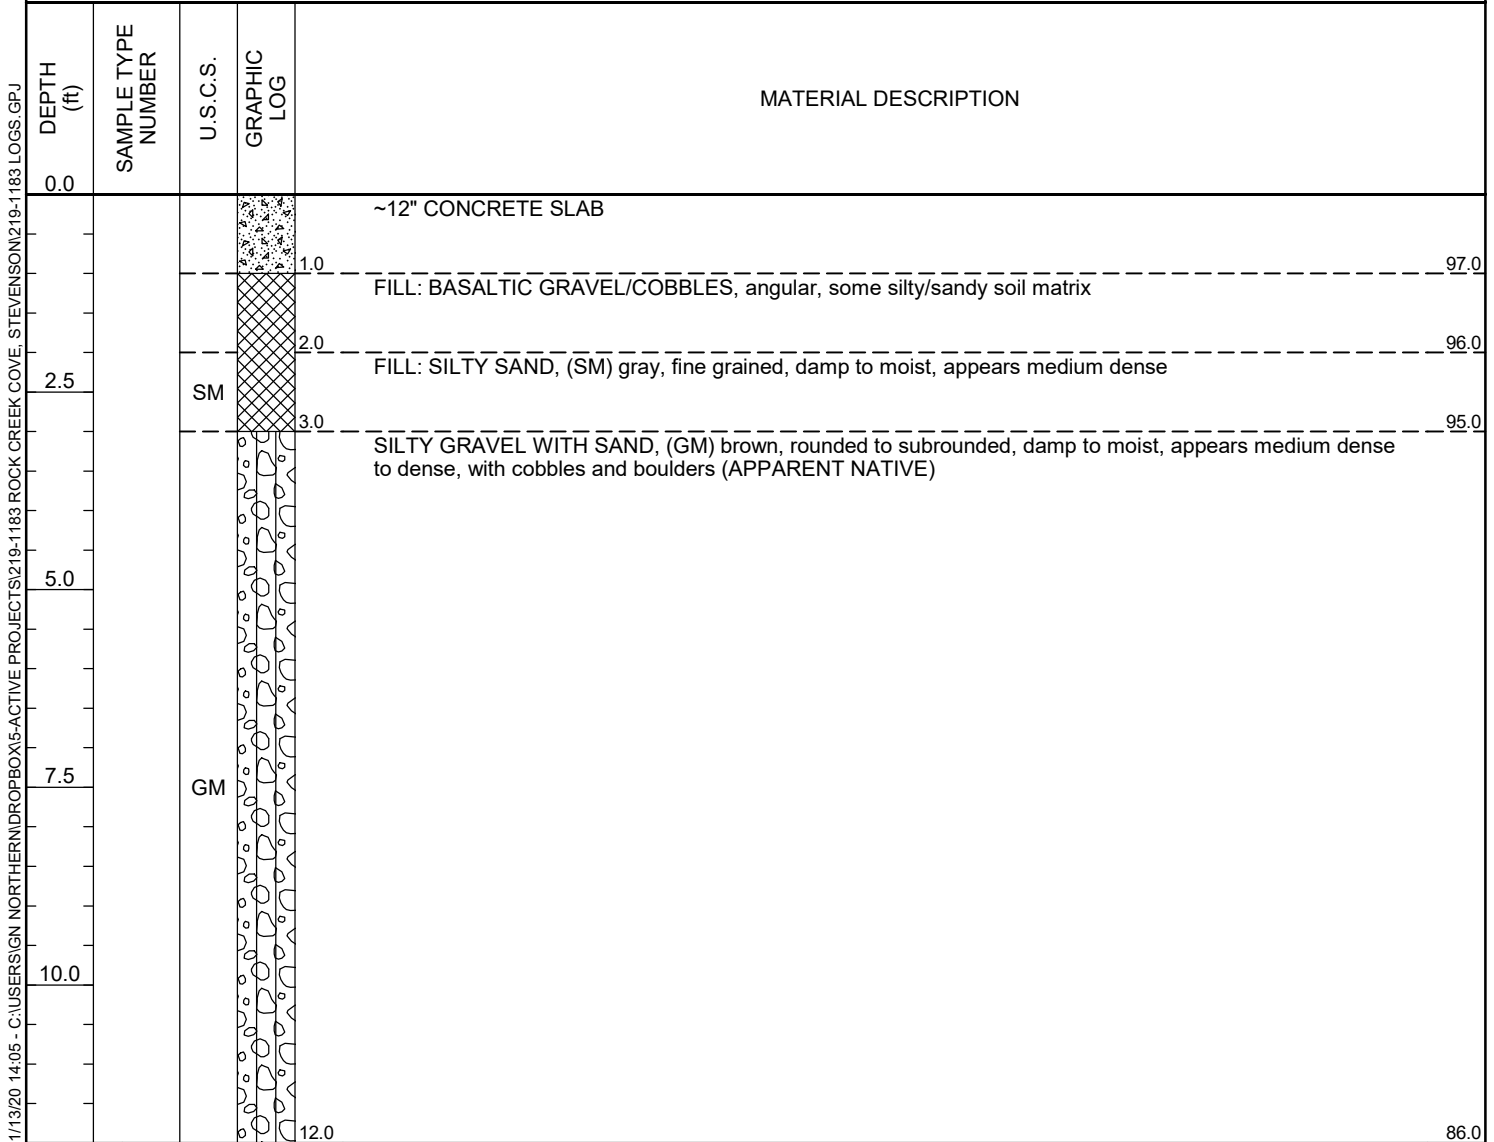 DEPTH
(ft)
SAMPLE TYPE
NUMBER
U.S.C.S.
GRAPHIC
LOG
MATERIAL DESCRIPTION
0.0
~12" CONCRETE SLAB
1.0 97.0
FILL: BASALTIC GRAVEL/COBBLES, angular, some silty/sandy soil matrix
2.0 96.0
FILL: SILTY SAND, (SM) gray, fine grained, damp to moist, appears medium dense
2.5
SM
3.0 95.0
SILTY GRAVEL WITH SAND, (GM) brown, rounded to subrounded, damp to moist, appears medium dense
to dense, with cobbles and boulders (APPARENT NATIVE)
5.0
7.5
GM
10.0
12.0 86.0
1/13/20 14:05 - C:\USERS\GN NORTHERN\DROPBOX\5-ACTIVE PROJECTS\219-1183 ROCK CREEK COVE, STEVENSON\219-1183 LOGS.GPJ